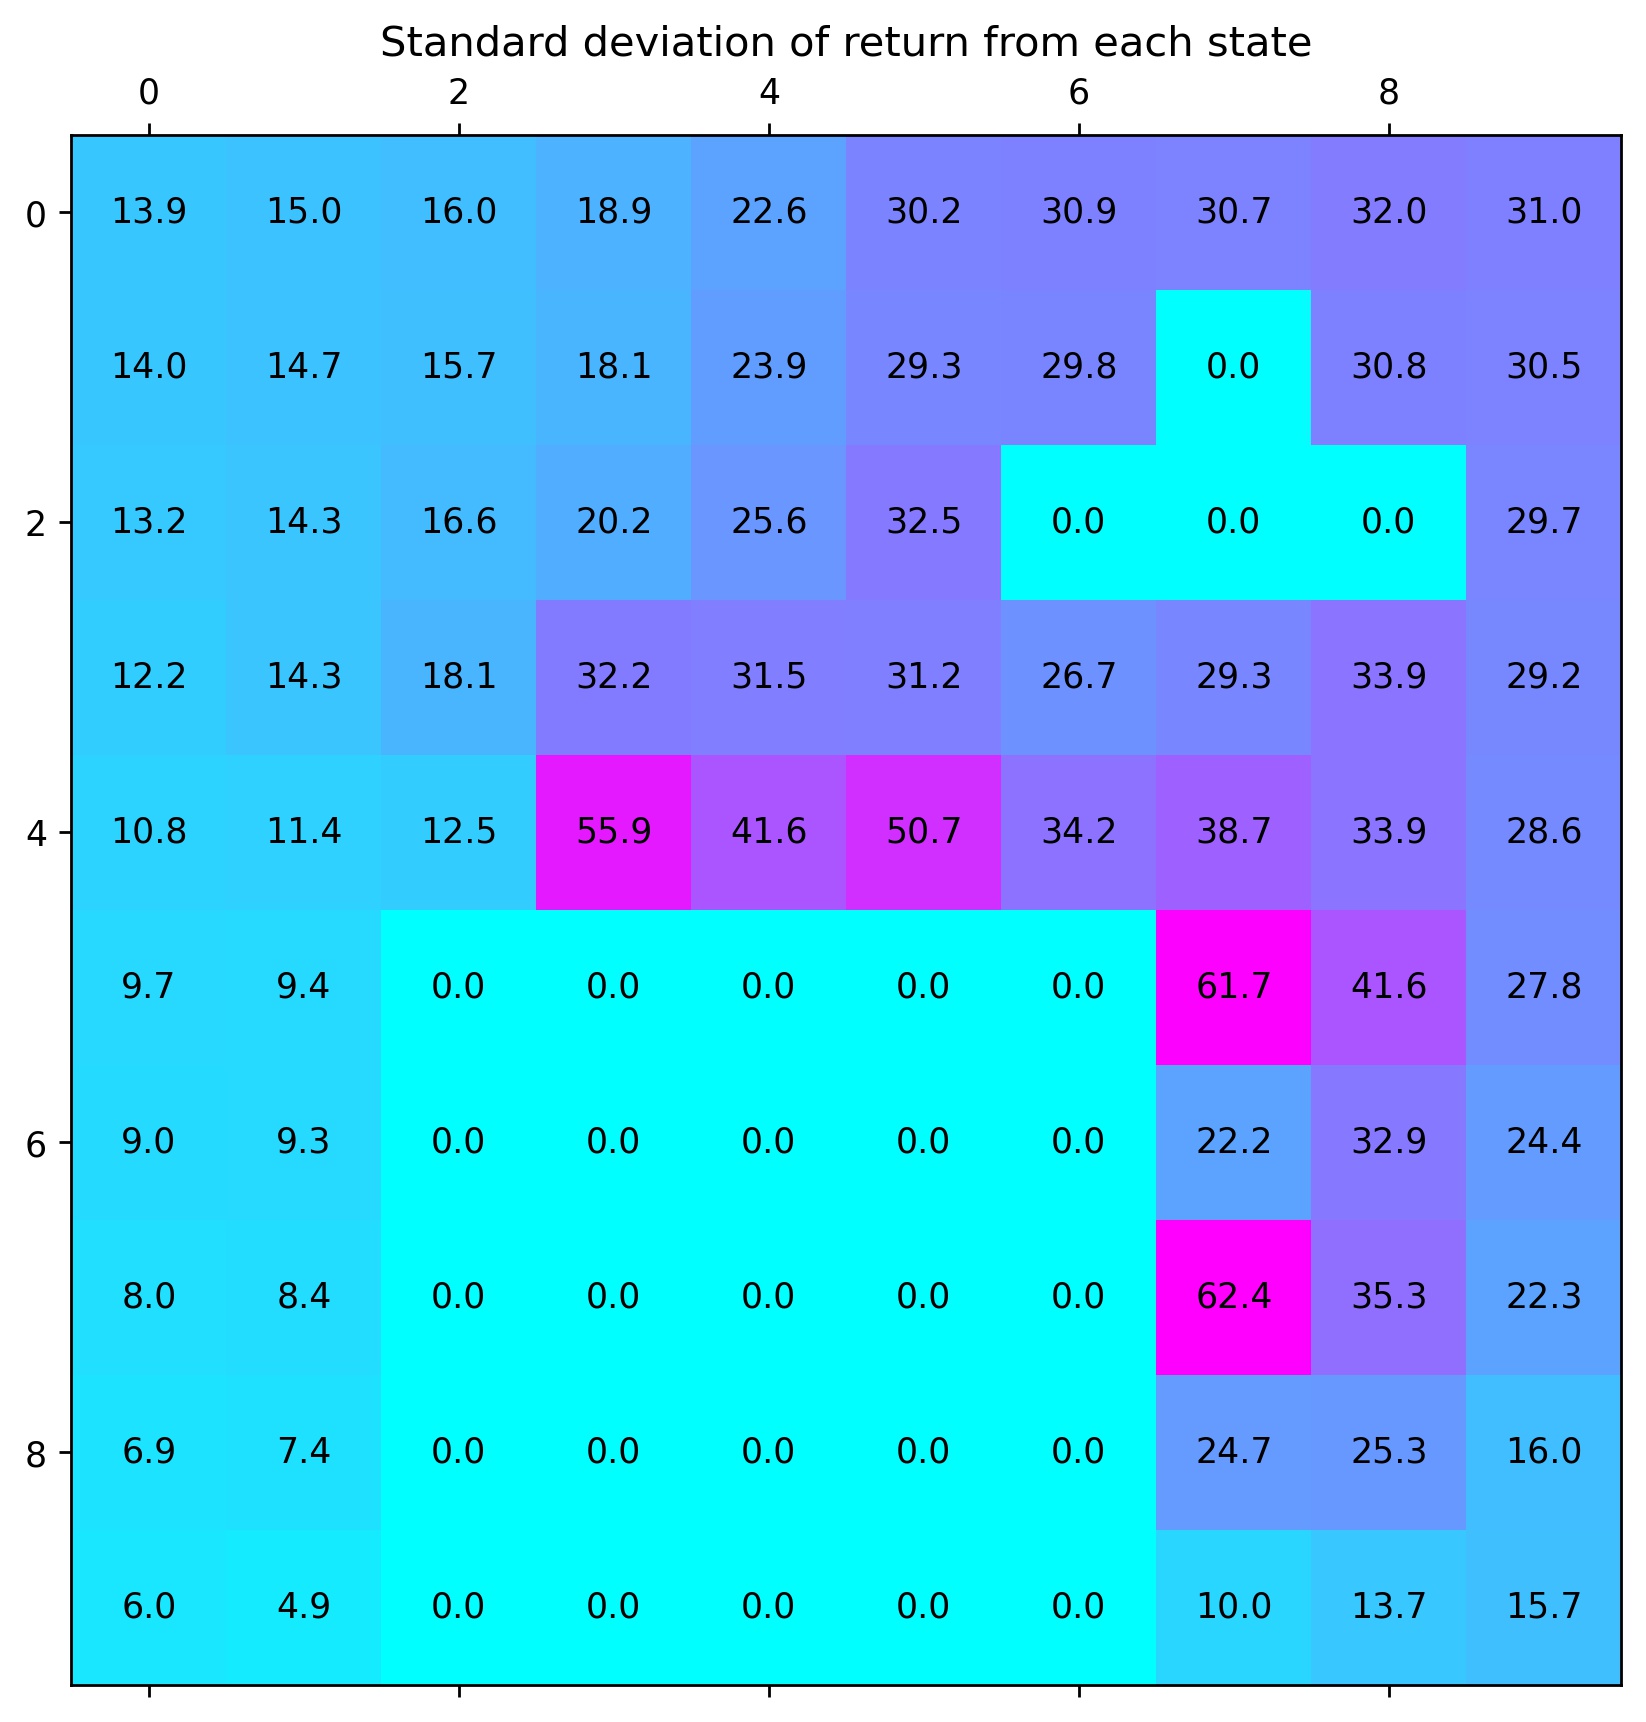 Standard deviation of return from each state
0 2 4 6 8
0 13.9 15.0 16.0 18.9 22.6 30.2 30.9 30.7 32.0 31.0
14.0 14.7 15.7 18.1 23.9 29.3 29.8 0.0 30.8 30.5
2 13.2 14.3 16.6 20.2 25.6 32.5 0.0 0.0 0.0 29.7
12.2 14.3 18.1 32.2 31.5 31.2 26.7 29.3 33.9 29.2
4 10.8 11.4 12.5 55.9 41.6 50.7 34.2 38.7 33.9 28.6
9.7 9.4 0.0 0.0 0.0 0.0 0.0 61.7 41.6 27.8
6 9.0 9.3 0.0 0.0 0.0 0.0 0.0 22.2 32.9 24.4
8.0 8.4 0.0 0.0 0.0 0.0 0.0 62.4 35.3 22.3
8 6.9 7.4 0.0 0.0 0.0 0.0 0.0 24.7 25.3 16.0
6.0 4.9 0.0 0.0 0.0 0.0 0.0 10.0 13.7 15.7